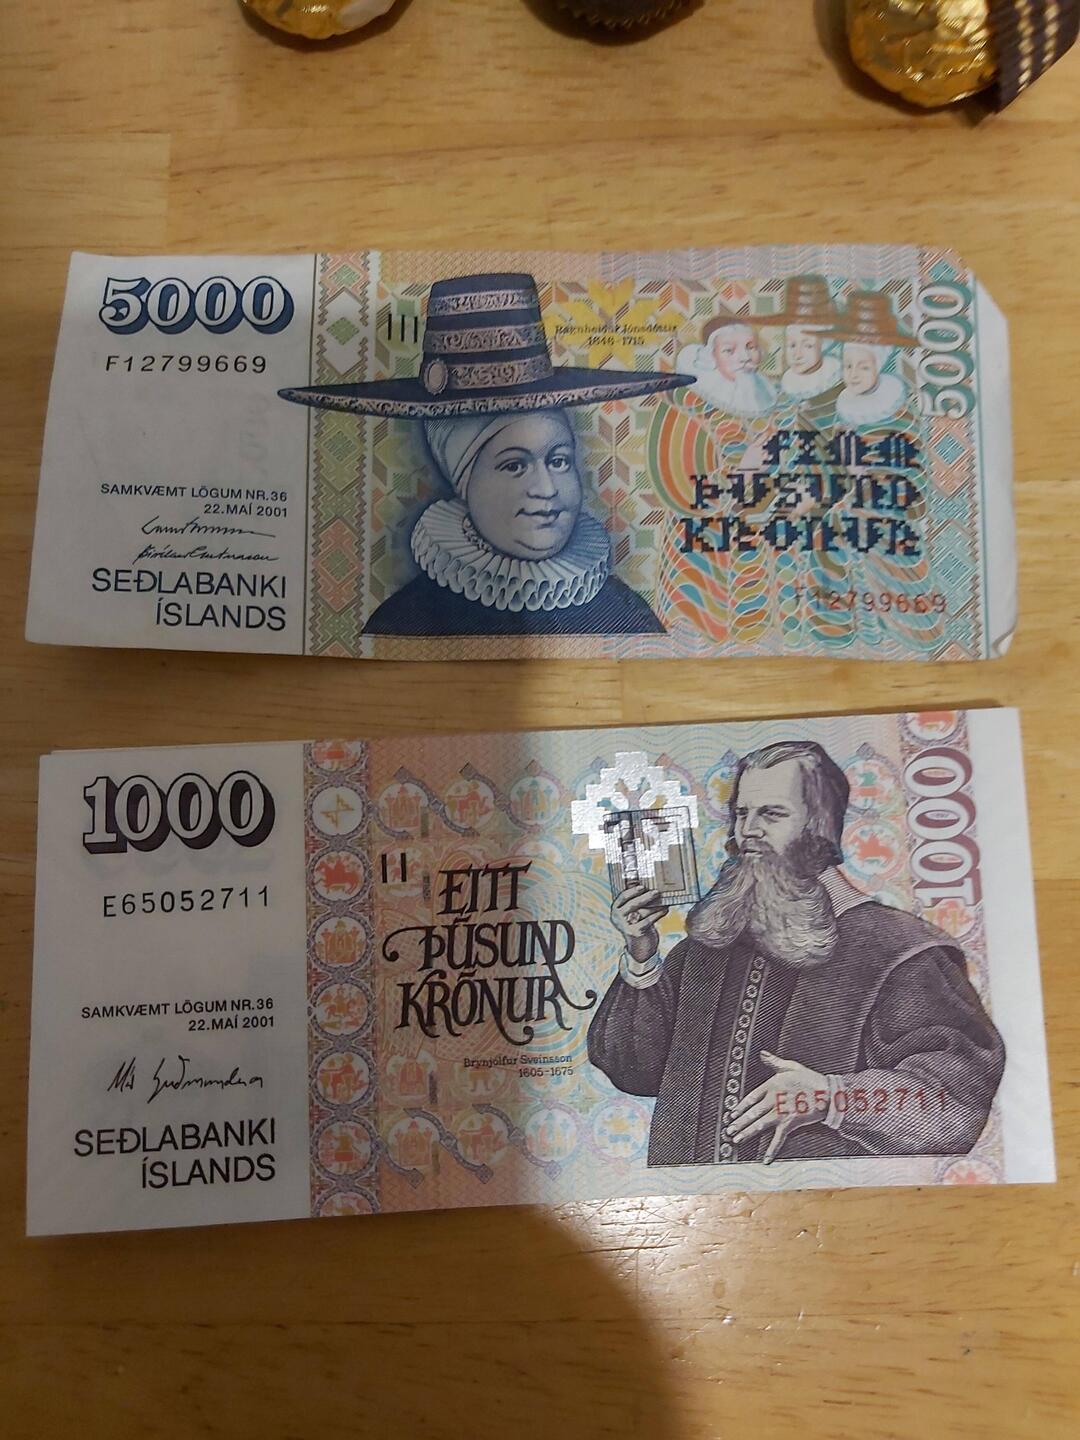 5000
F12799669
SAMKVÆMT LÖGUM NR.36
22.MAÍ 2001
SEÐLABANKI
ÍSLANDS
Ragnheiður Jónsdóttir
1646-1715
5000
FIMM
ÞÚSUND
KRÓNUR
F12799669
1000
E65052711
SAMKVÆMT LÖGUM NR.36
22.MAÍ 2001
Már Guðmundsson
SEÐLABANKI
ÍSLANDS
EITT
ÞÚSUND
KRÓNUR
Brynjólfur Sveinsson
1605-1675
1000
E65052711